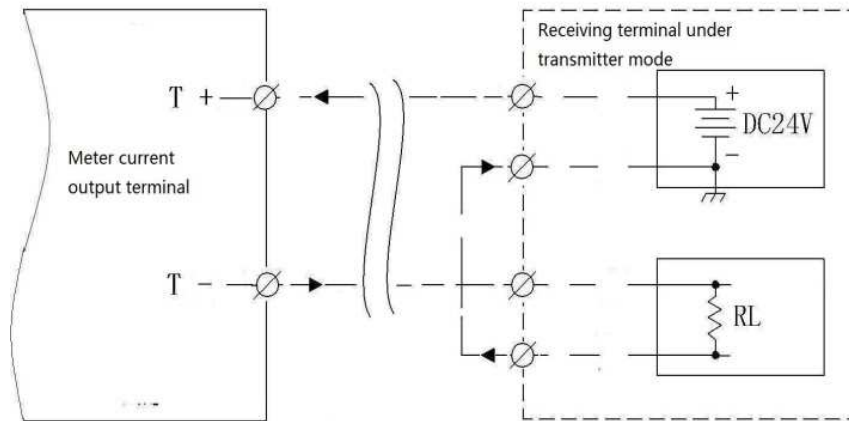 Receiving terminal under
transmitter mode
T +
+
DC24V
−
Meter current
output terminal
T −
RL